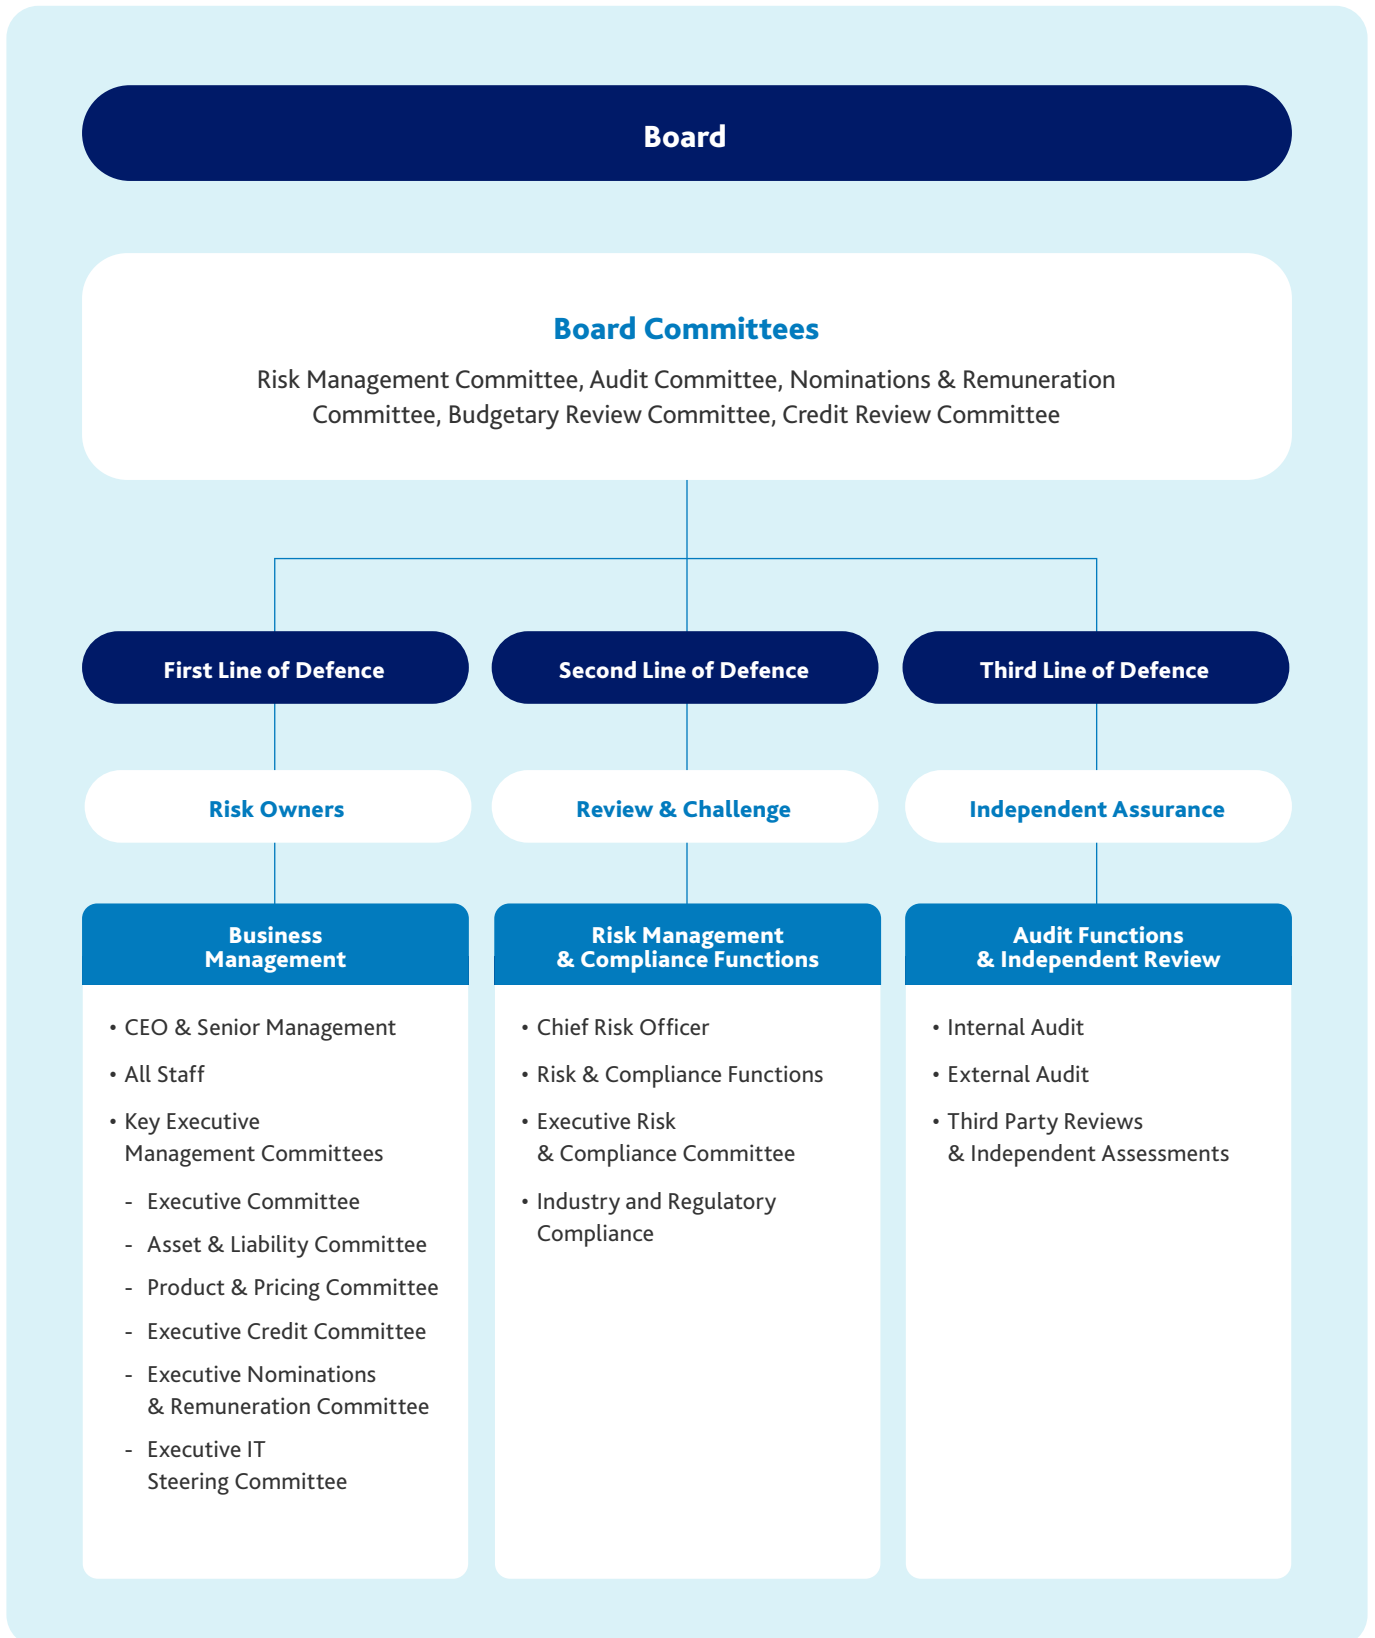 Board
Board Committees
Risk Management Committee, Audit Committee, Nominations & Remuneration
Committee, Budgetary Review Committee, Credit Review Committee
First Line of Defence
Second Line of Defence
Third Line of Defence
Risk Owners
Review & Challenge
Independent Assurance
Business
Management
• CEO & Senior Management
• All Staff
• Key Executive
Management Committees
- Executive Committee
- Asset & Liability Committee
- Product & Pricing Committee
- Executive Credit Committee
- Executive Nominations
& Remuneration Committee
- Executive IT
Steering Committee
Risk Management
& Compliance Functions
• Chief Risk Officer
• Risk & Compliance Functions
• Executive Risk
& Compliance Committee
• Industry and Regulatory
Compliance
Audit Functions
& Independent Review
• Internal Audit
• External Audit
• Third Party Reviews
& Independent Assessments